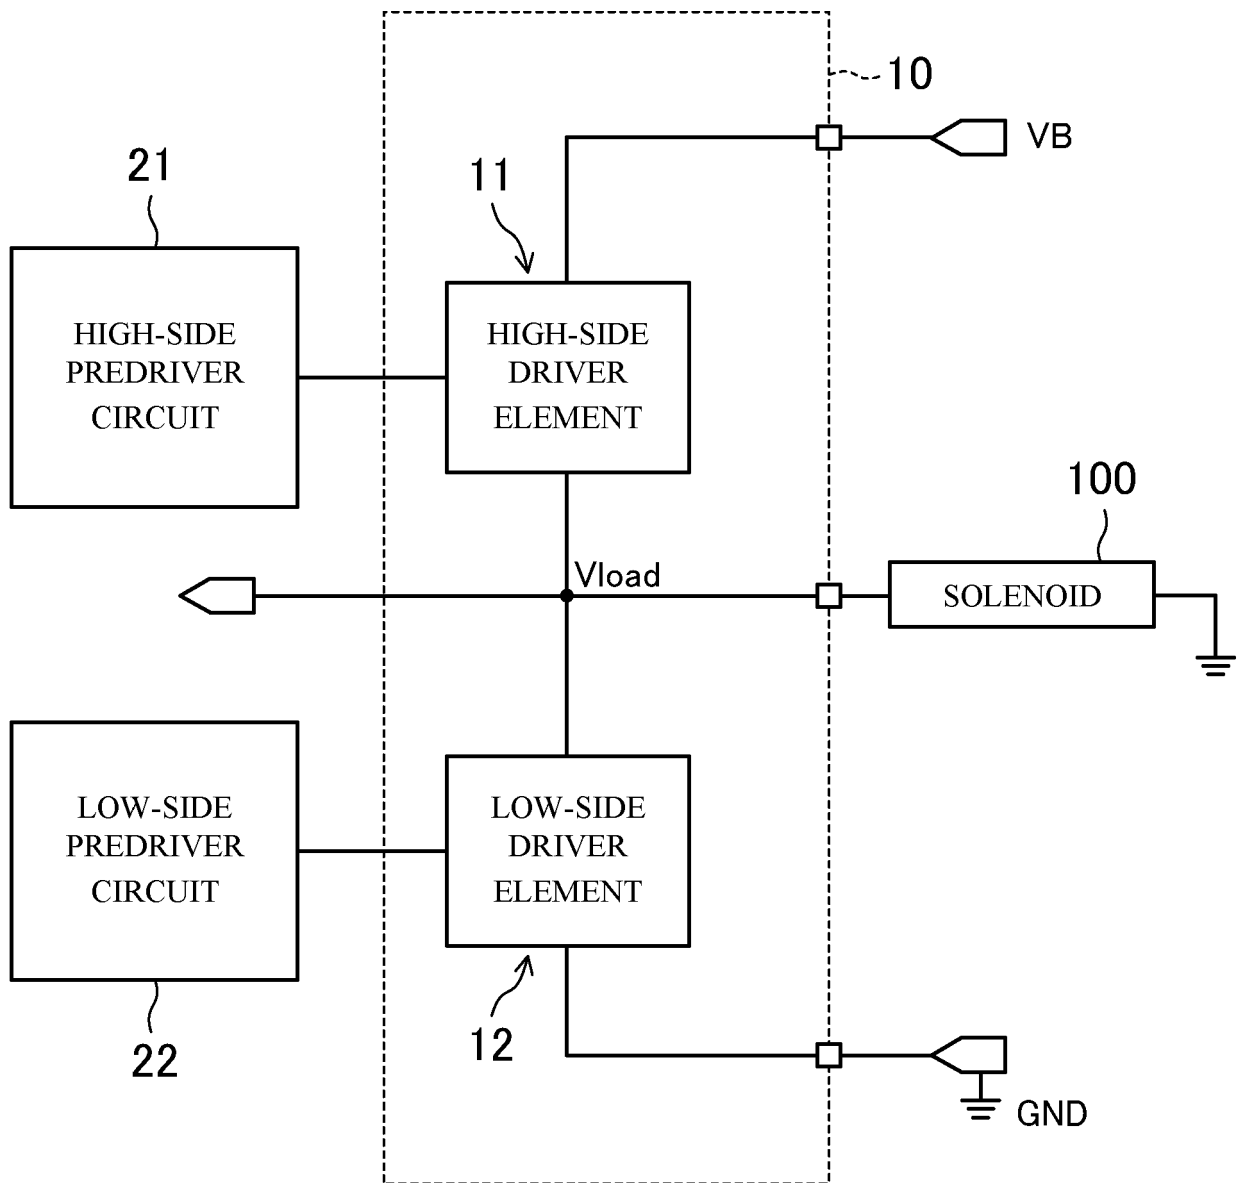 10
VB
21
11
HIGH-SIDE
PREDRIVER
CIRCUIT
HIGH-SIDE
DRIVER
ELEMENT
100
Vload
SOLENOID
LOW-SIDE
PREDRIVER
CIRCUIT
LOW-SIDE
DRIVER
ELEMENT
22
12
GND